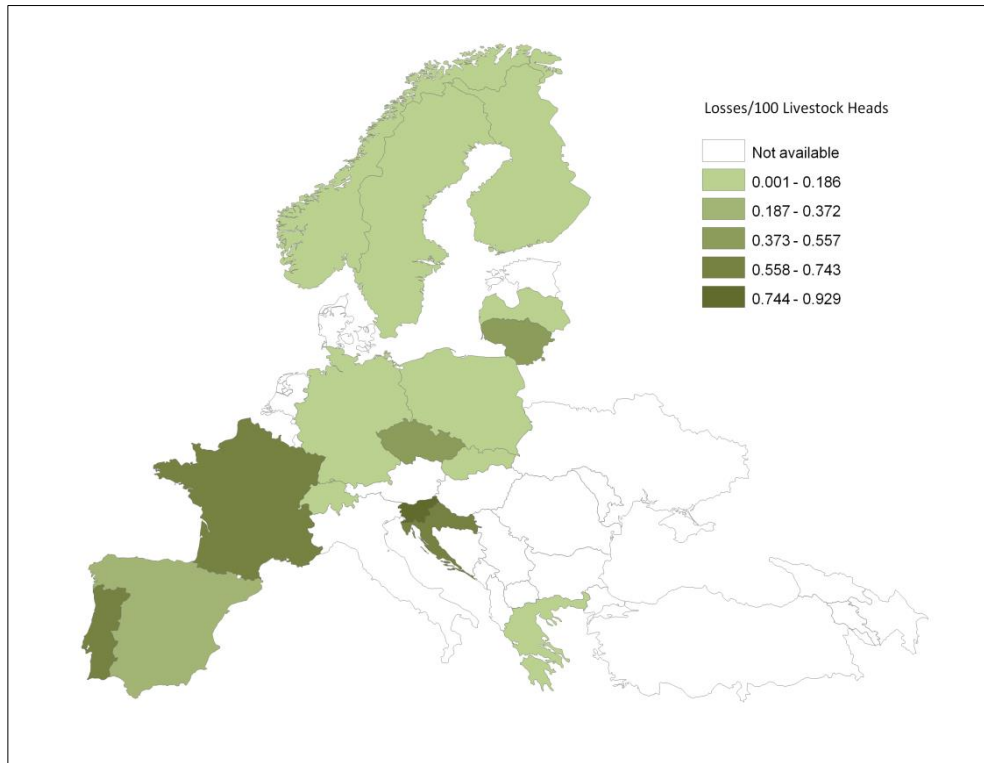 Losses/100 Livestock Heads
Not available
0.001 - 0.186
0.187 - 0.372
0.373 - 0.557
0.558 - 0.743
0.744 - 0.929